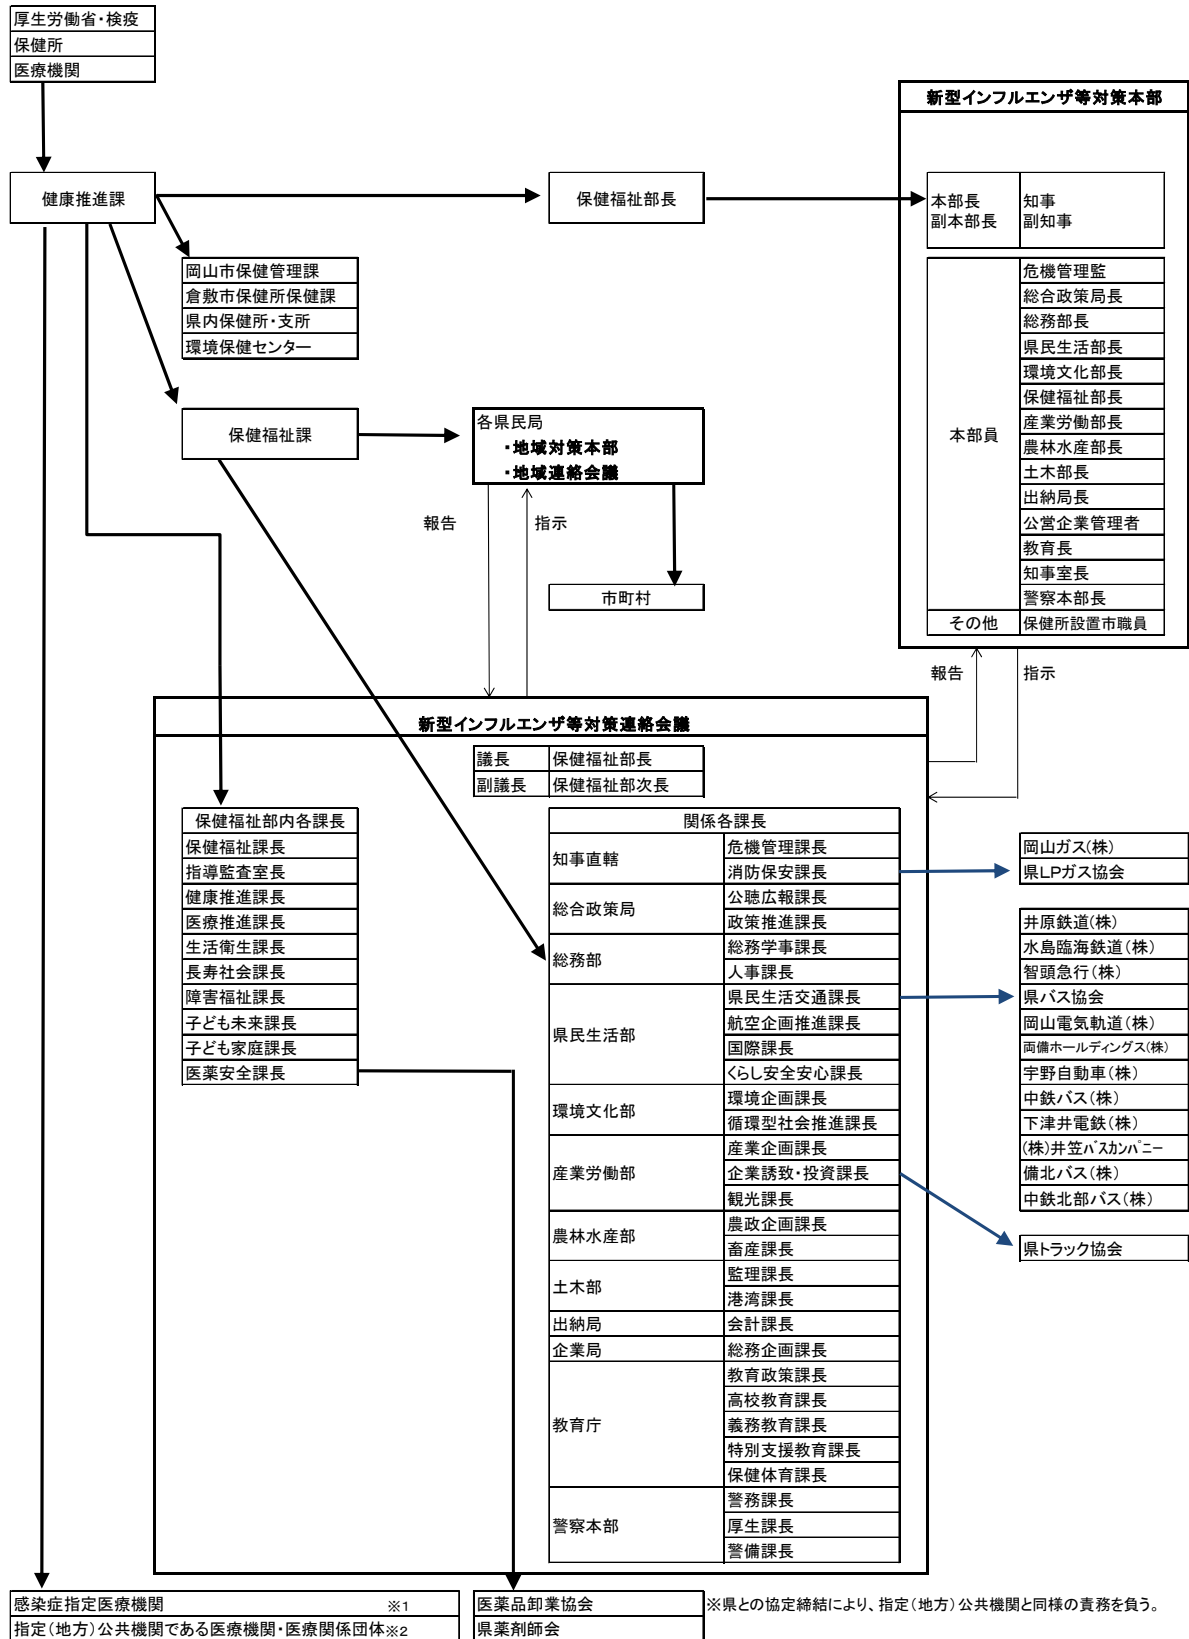 厚生労働省・検疫
保健所
医療機関
新型インフルエンザ等対策本部
健康推進課
保健福祉部長
本部長 知事
副本部長 副知事
岡山市保健管理課
倉敷市保健所保健課
県内保健所・支所
環境保健センター
本部員
危機管理監
総合政策局長
総務部長
県民生活部長
環境文化部長
保健福祉部長
産業労働部長
農林水産部長
土木部長
出納局長
公営企業管理者
教育長
知事室長
警察本部長
その他 保健所設置市職員
保健福祉課
各県民局
・地域対策本部
・地域連絡会議
報告 指示
市町村
報告 指示
新型インフルエンザ等対策連絡会議
議長 保健福祉部長
副議長 保健福祉部次長
保健福祉部内各課長
保健福祉課長
指導監査室長
健康推進課長
医療推進課長
生活衛生課長
長寿社会課長
障害福祉課長
子ども未来課長
子ども家庭課長
医薬安全課長
関係各課長
知事直轄
危機管理課長
消防保安課長
総合政策局
公聴広報課長
政策推進課長
総務部
総務学事課長
人事課長
県民生活部
県民生活交通課長
航空企画推進課長
国際課長
くらし安全安心課長
環境文化部
環境企画課長
循環型社会推進課長
産業労働部
産業企画課長
企業誘致・投資課長
観光課長
農林水産部
農政企画課長
畜産課長
土木部
監理課長
港湾課長
出納局 会計課長
企業局 総務企画課長
教育庁
教育政策課長
高校教育課長
義務教育課長
特別支援教育課長
保健体育課長
警察本部
警務課長
厚生課長
警備課長
岡山ガス(株)
県LPガス協会
井原鉄道(株)
水島臨海鉄道(株)
智頭急行(株)
県バス協会
岡山電気軌道(株)
両備ホールディングス(株)
宇野自動車(株)
中鉄バス(株)
下津井電鉄(株)
(株)井笠バスカンパニー
備北バス(株)
中鉄北部バス(株)
県トラック協会
感染症指定医療機関 ※1
指定(地方)公共機関である医療機関・医療関係団体※2
医薬品卸業協会
県薬剤師会
※県との協定締結により、指定(地方)公共機関と同様の責務を負う。